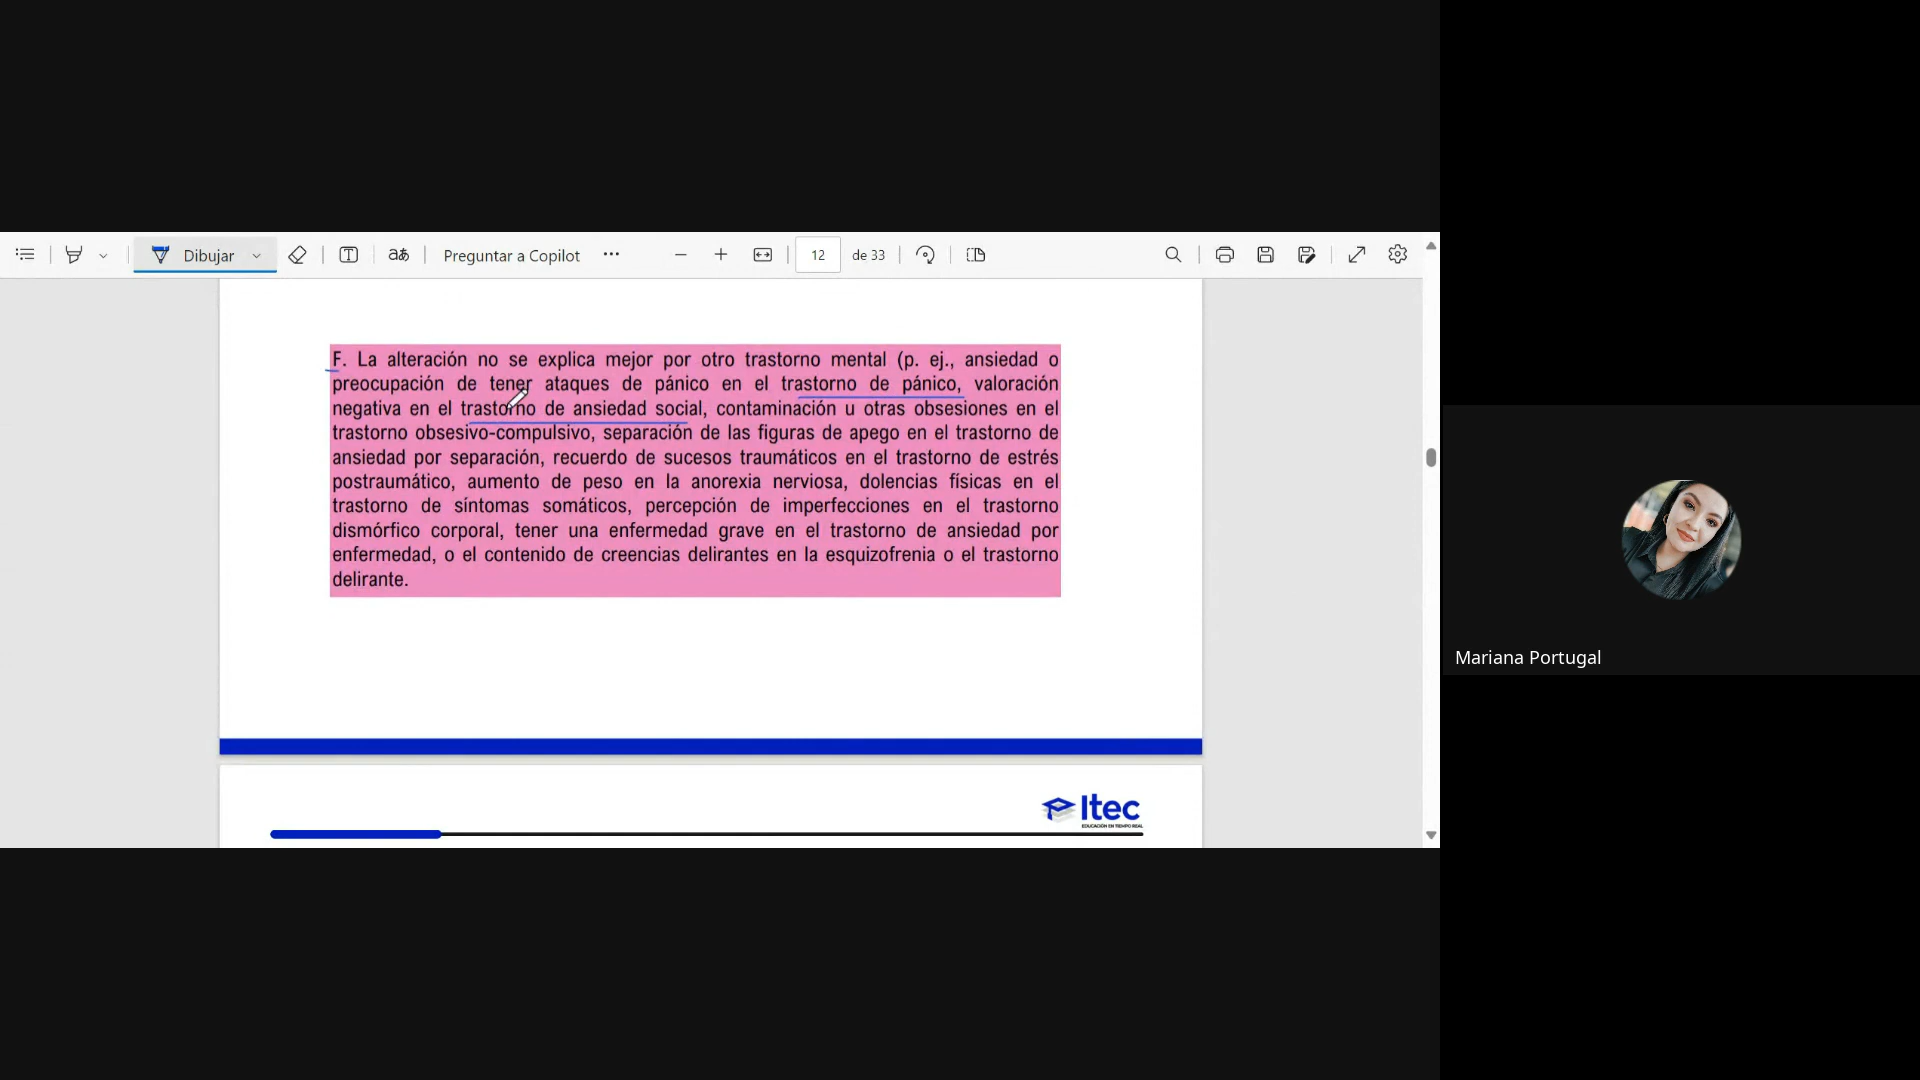 Dibujar
aあ
Preguntar a Copilot
12
de 33
F. La alteración no se explica mejor por otro trastorno mental (p. ej., ansiedad o
preocupación de tener ataques de pánico en el trastorno de pánico, valoración
negativa en el trastorno de ansiedad social, contaminación u otras obsesiones en el
trastorno obsesivo-compulsivo, separación de las figuras de apego en el trastorno de
ansiedad por separación, recuerdo de sucesos traumáticos en el trastorno de estrés
postraumático, aumento de peso en la anorexia nerviosa, dolencias físicas en el
trastorno de síntomas somáticos, percepción de imperfecciones en el trastorno
dismórfico corporal, tener una enfermedad grave en el trastorno de ansiedad por
enfermedad, o el contenido de creencias delirantes en la esquizofrenia o el trastorno
delirante.
Itec
EDUCACIÓN EN TIEMPO REAL
Mariana Portugal